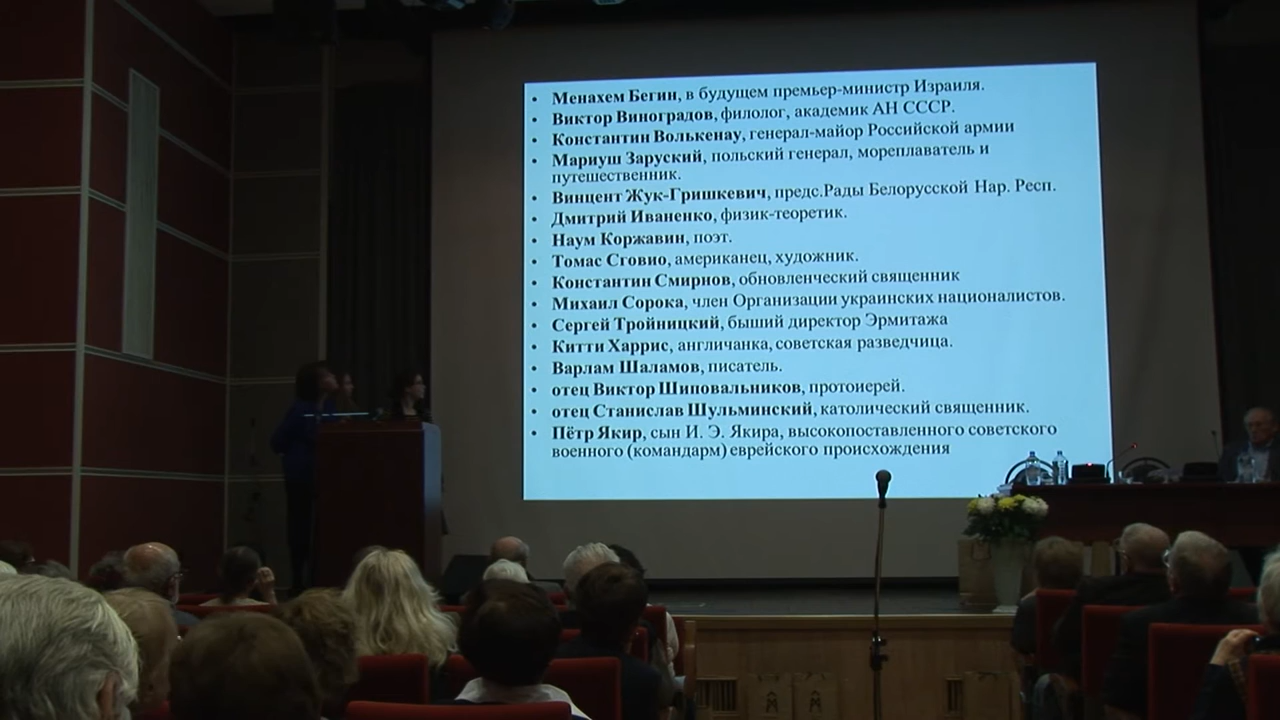 • Менахем Бегин, в будущем премьер-министр Израиля.
• Виктор Виноградов, филолог, академик АН СССР.
• Константин Волькенау, генерал-майор Российской армии
• Мариуш Заруский, польский генерал, мореплаватель и
путешественник.
• Винцент Жук-Гришкевич, предс.Рады Белорусской Нар. Респ.
• Дмитрий Иваненко, физик-теоретик.
• Наум Коржавин, поэт.
• Томас Сговио, американец, художник.
• Константин Смирнов, обновленческий священник
• Михаил Сорока, член Организации украинских националистов.
• Сергей Тройницкий, быший директор Эрмитажа
• Китти Харрис, англичанка, советская разведчица.
• Варлам Шаламов, писатель.
• отец Виктор Шиповальников, протоиерей.
• отец Станислав Шульминский, католический священник.
• Пётр Якир, сын И. Э. Якира, высокопоставленного советского
военного (командарм) еврейского происхождения